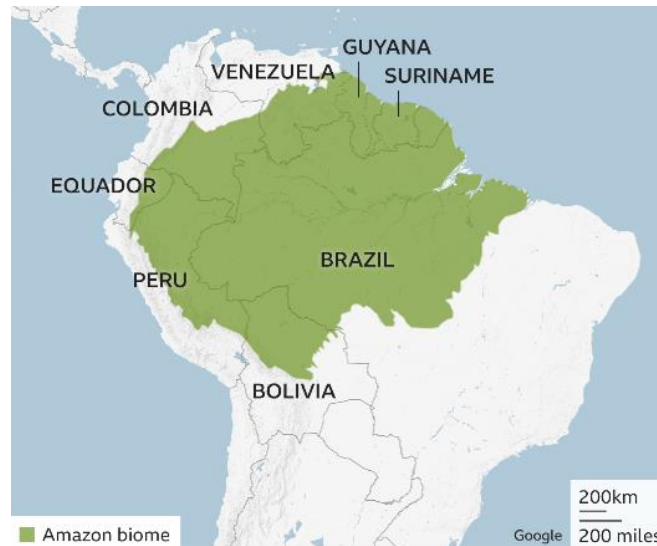 GUYANA
VENEZUELA
SURINAME
COLOMBIA
EQUADOR
BRAZIL
PERU
BOLIVIA
200km
Amazon biome
Google
200 miles